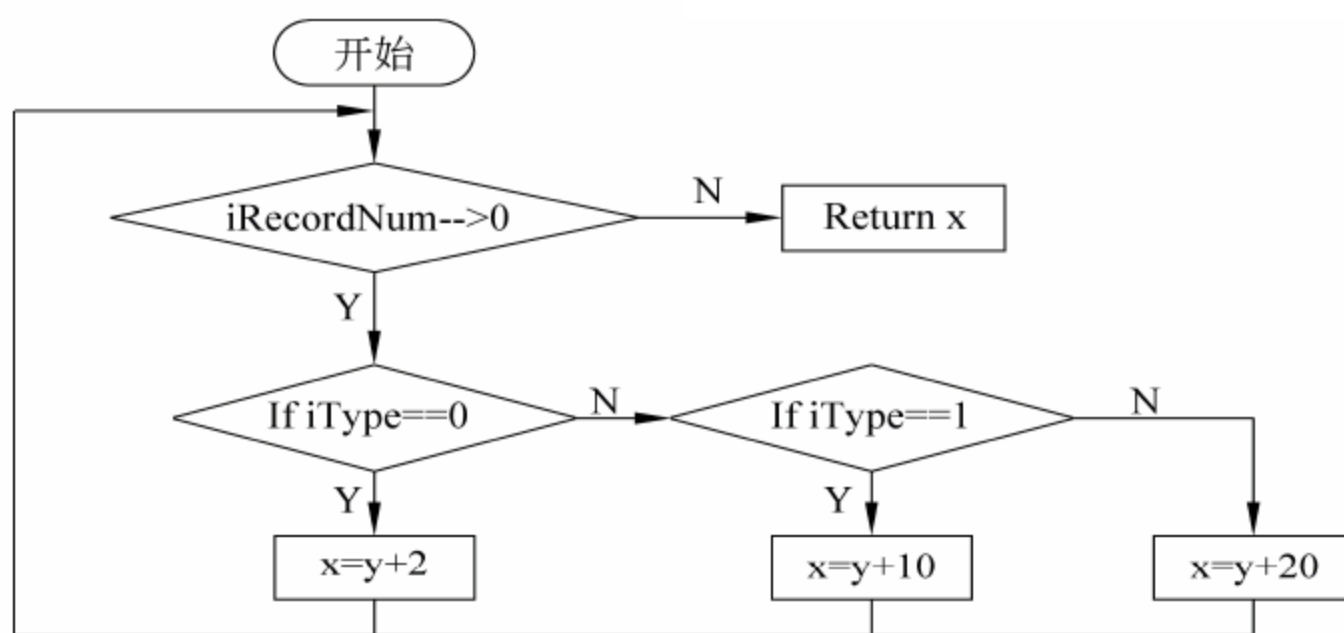 开始
iRecordNum-->0
N
Return x
Y
If iType==0
N
If iType==1
N
Y
Y
x=y+2
x=y+10
x=y+20